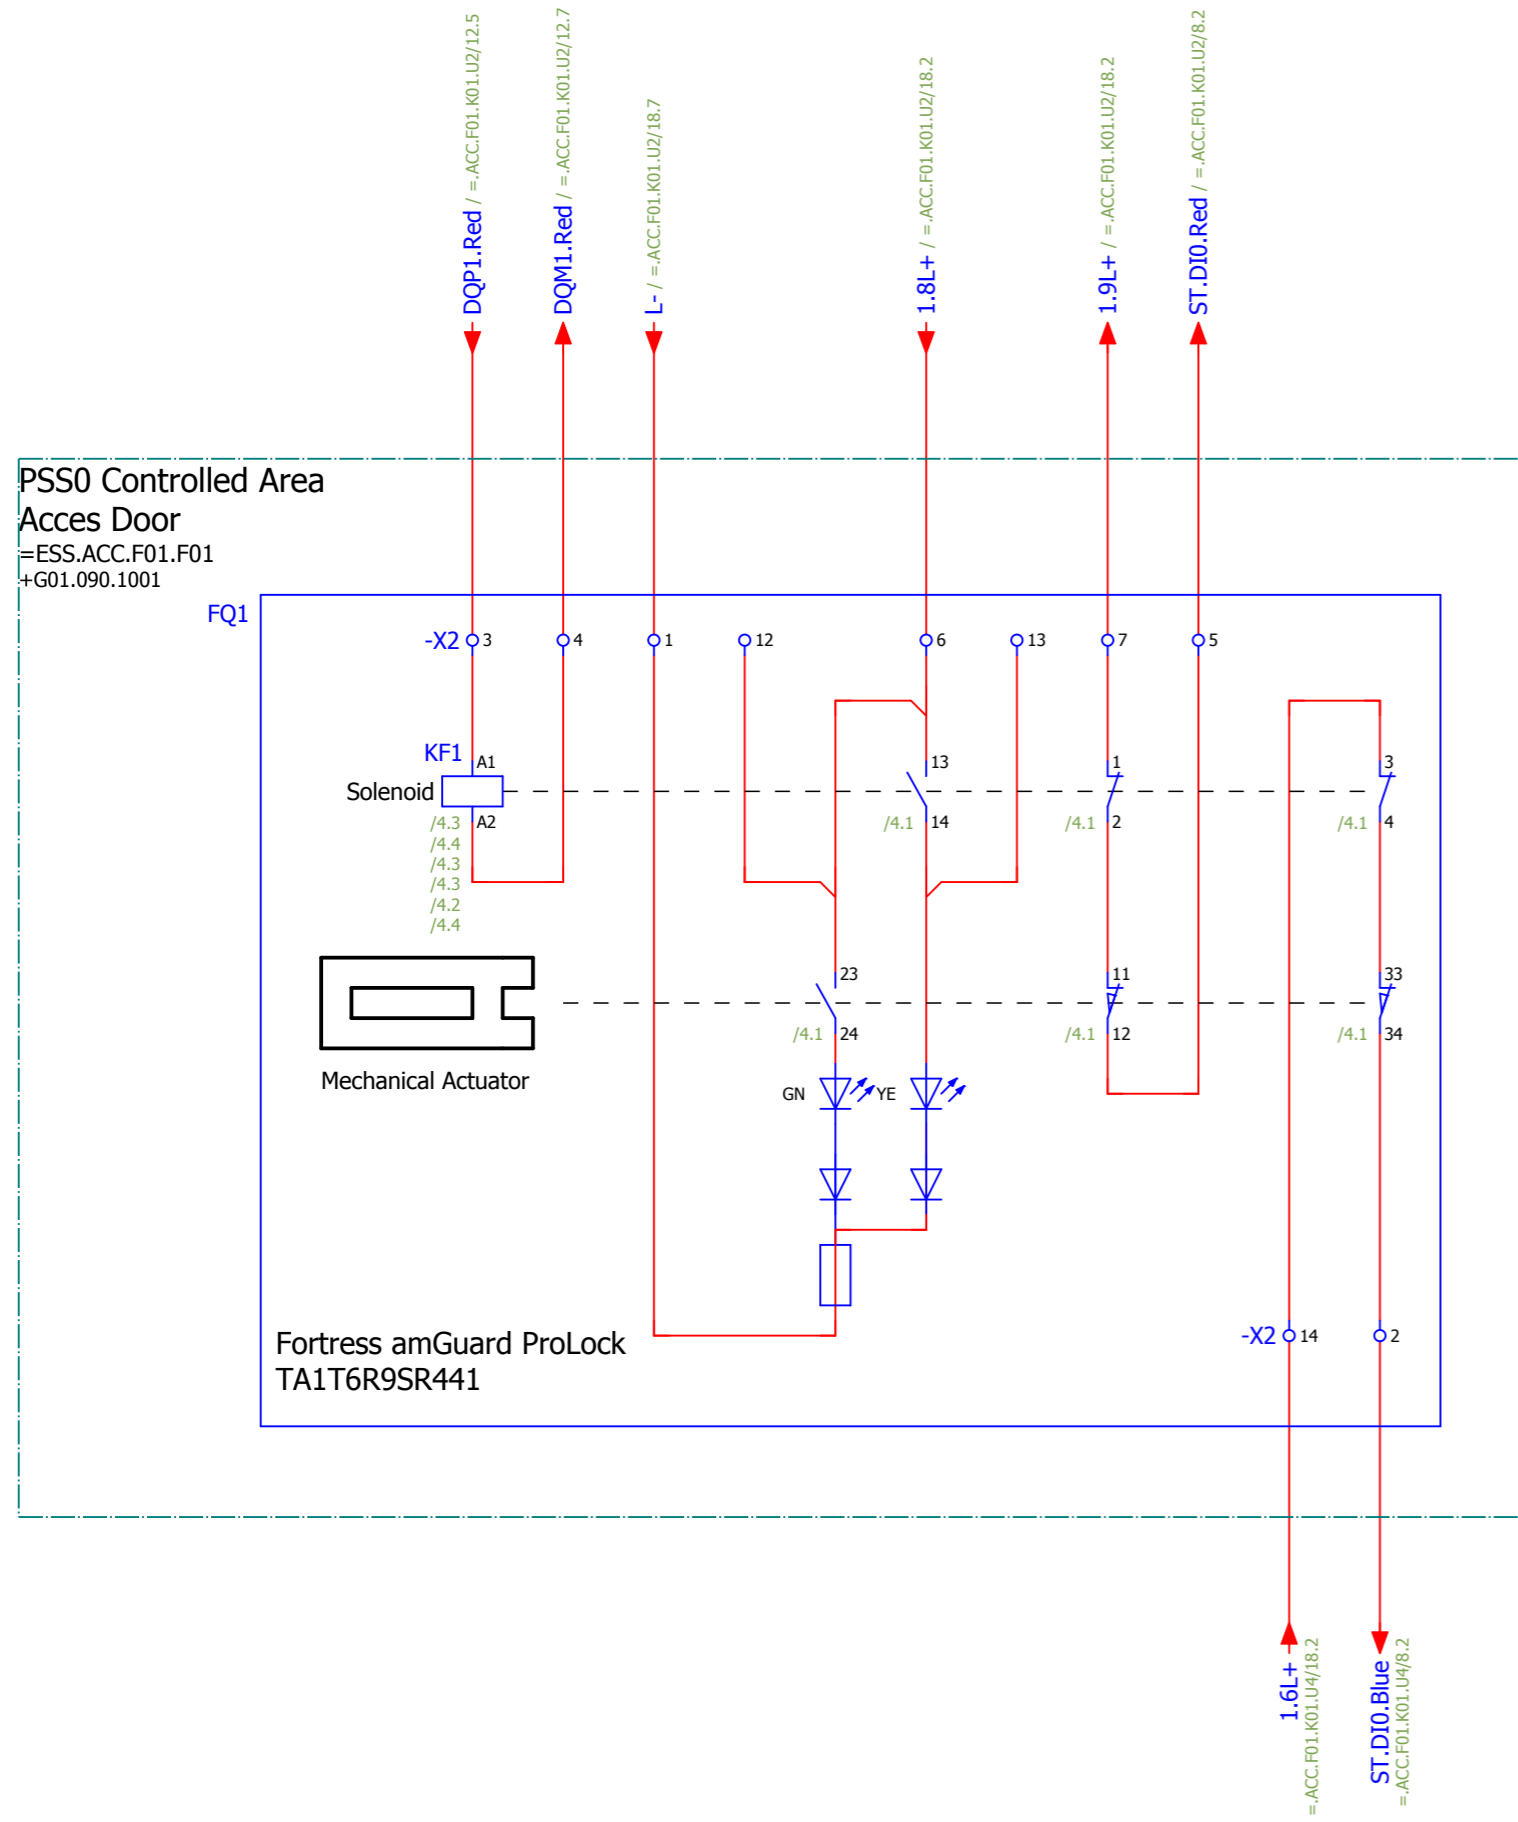 DQP1.Red / =.ACC.F01.K01.U2/12.5
DQM1.Red / =.ACC.F01.K01.U2/12.7
L- / =.ACC.F01.K01.U2/18.7
1.8L+ / =.ACC.F01.K01.U2/18.2
1.9L+ / =.ACC.F01.K01.U2/18.2
ST.DI0.Red / =.ACC.F01.K01.U2/8.2
PSS0 Controlled Area
Acces Door
=ESS.ACC.F01.F01
+G01.090.1001
FQ1
-X2 3 4 1 12 6 13 7 5
KF1 A1 13 1 3
Solenoid
/4.3 A2 /4.1 14 /4.1 2 /4.1 4
/4.4
/4.3
/4.3
/4.2
/4.4
23 11 33
/4.1 24 /4.1 12 /4.1 34
Mechanical Actuator
GN YE
Fortress amGuard ProLock
TA1T6R9SR441
-X2 14 2
1.6L+
=.ACC.F01.K01.U4/18.2
ST.DI0.Blue
=.ACC.F01.K01.U4/8.2